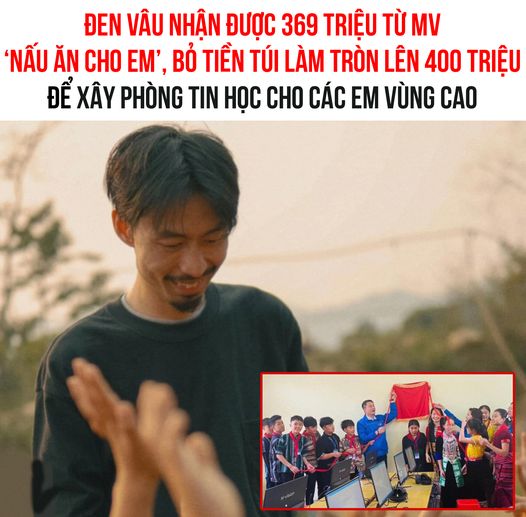 ĐEN VÂU NHẬN ĐƯỢC 369 TRIỆU TỪ MV
‘NẤU ĂN CHO EM’, BỎ TIỀN TÚI LÀM TRÒN LÊN 400 TRIỆU
ĐỂ XÂY PHÒNG TIN HỌC CHO CÁC EM VÙNG CAO